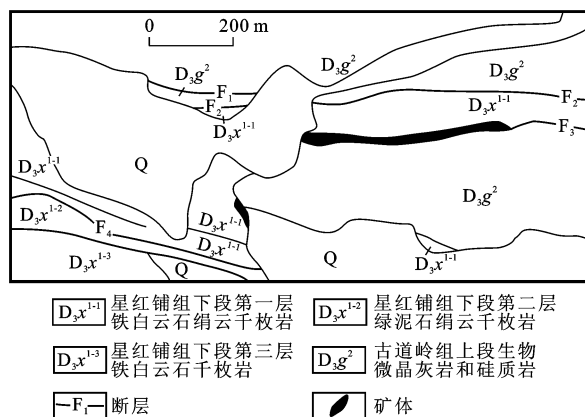 0 200 m
D₃g²
D₃g²
D₃g²
F₁
F₂
D₃x¹⁻¹
D₃x¹⁻¹
F₂
F₃
D₃x¹⁻¹
Q
D₃x¹⁻²
F₄
D₃x¹⁻¹
D₃x¹⁻¹
D₃g²
D₃x¹⁻³
Q
Q
D₃x¹⁻¹
D₃x¹⁻¹ 星红铺组下段第一层
铁白云石绢云千枚岩
D₃x¹⁻² 星红铺组下段第二层
绿泥石绢云千枚岩
D₃x¹⁻³ 星红铺组下段第三层
铁白云石绢云千枚岩
D₃g² 古道岭组上段生物
微晶灰岩和硅质岩
F₁ 断层
矿体